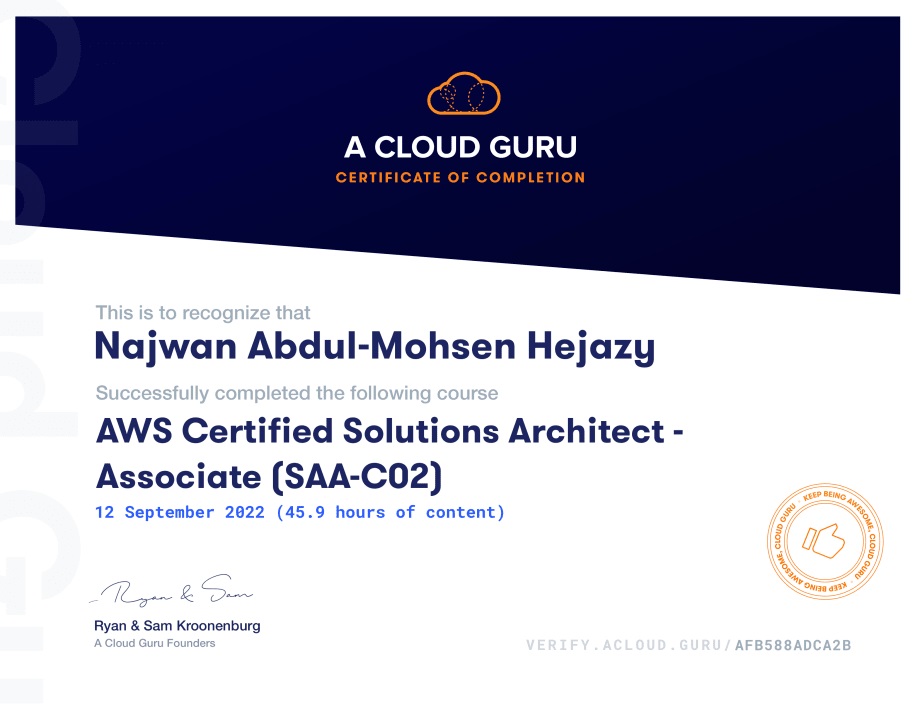 A CLOUD GURU
CERTIFICATE OF COMPLETION
This is to recognize that
Najwan Abdul-Mohsen Hejazy
Successfully completed the following course
AWS Certified Solutions Architect -
Associate (SAA-C02)
12 September 2022 (45.9 hours of content)
KEEP BEING AWESOME, CLOUD GURU · KEEP BEING AWESOME, CLOUD GURU ·
Ryan & Sam
Ryan & Sam Kroonenburg
A Cloud Guru Founders
VERIFY.ACLOUD.GURU/AFB588ADCA2B